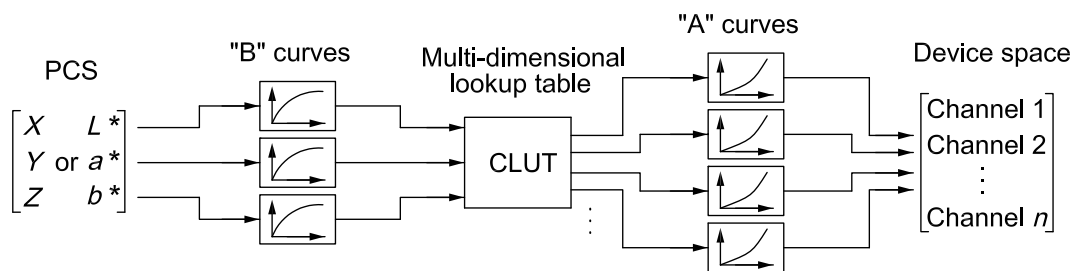 PCS
"B" curves
Multi-dimensional
lookup table
"A" curves
Device space
X L*
Y or a*
Z b*
CLUT
Channel 1
Channel 2
⋮
Channel n